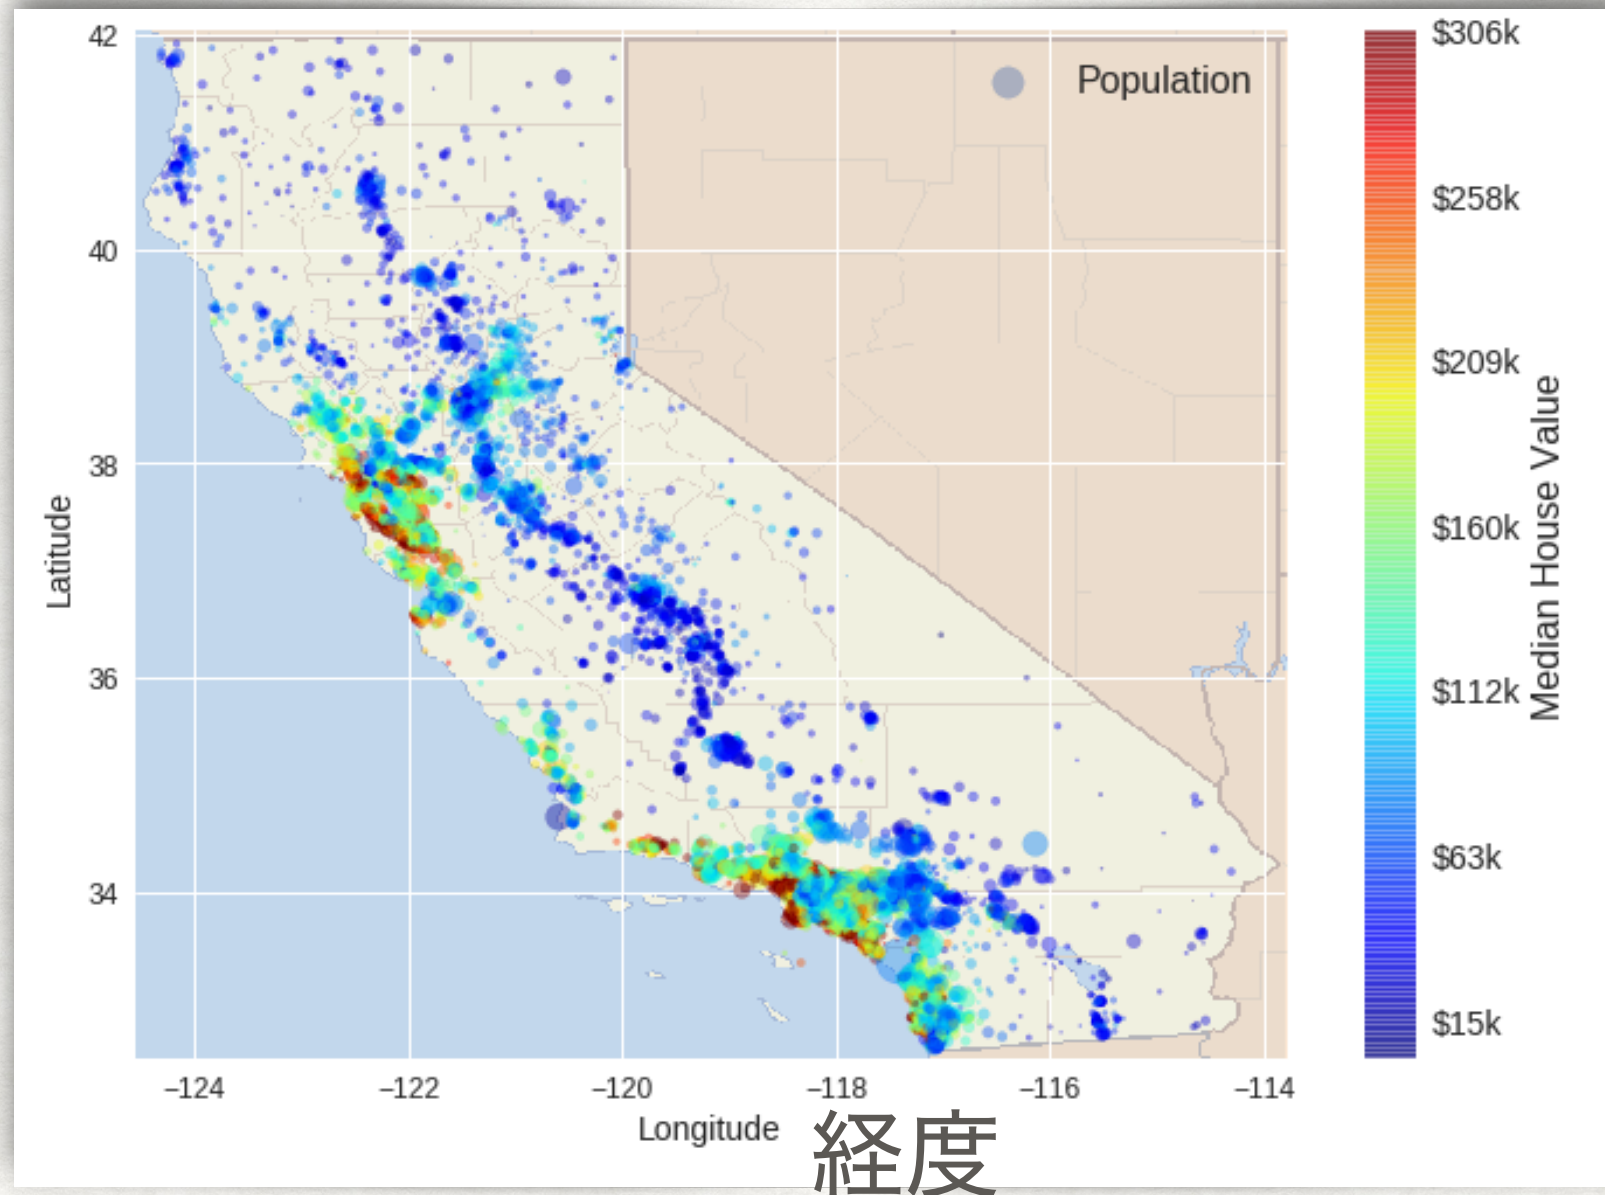 42
40
38
36
34
Latitude
−124
−122
−120
−118
−116
−114
Longitude
経度
Population
$306k
$258k
$209k
$160k
$112k
$63k
$15k
Median House Value